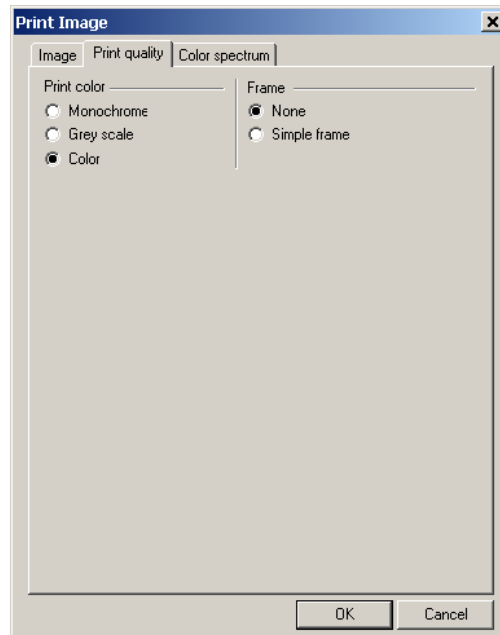 Print Image
Image Print quality Color spectrum
Print color
Monochrome
Grey scale
Color
Frame
None
Simple frame
OK Cancel